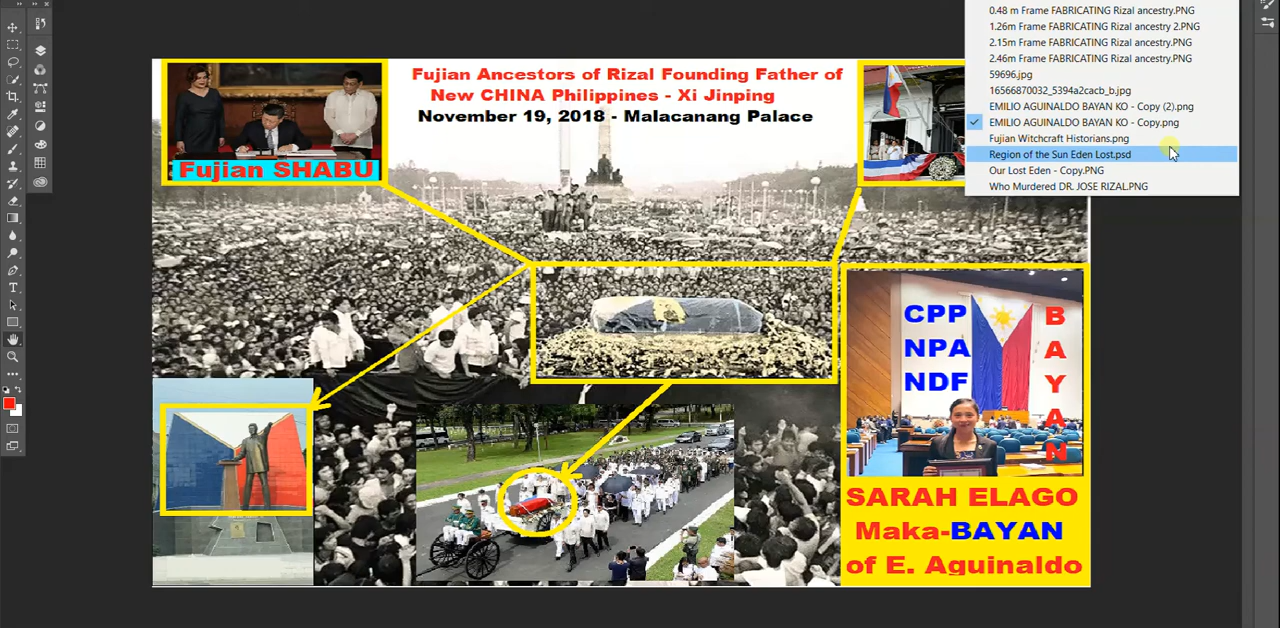 0.48 m Frame FABRICATING Rizal ancestry.PNG
1.26m Frame FABRICATING Rizal ancestry 2.PNG
2.15m Frame FABRICATING Rizal ancestry.PNG
2.46m Frame FABRICATING Rizal ancestry.PNG
59696.jpg
16566870032_5394a2cacb_b.jpg
EMILIO AGUINALDO BAYAN KO - Copy (2).png
EMILIO AGUINALDO BAYAN KO - Copy.png
Fujian Witchcraft Historians.png
Region of the Sun Eden Lost.psd
Our Lost Eden - Copy.PNG
Who Murdered DR. JOSE RIZAL.PNG
Fujian Ancestors of Rizal Founding Father of
New CHINA Philippines - Xi Jinping
November 19, 2018 - Malacanang Palace
Fujian SHABU
CPP
NPA
NDF
BAYAN
SARAH ELAGO
Maka-BAYAN
of E. Aguinaldo